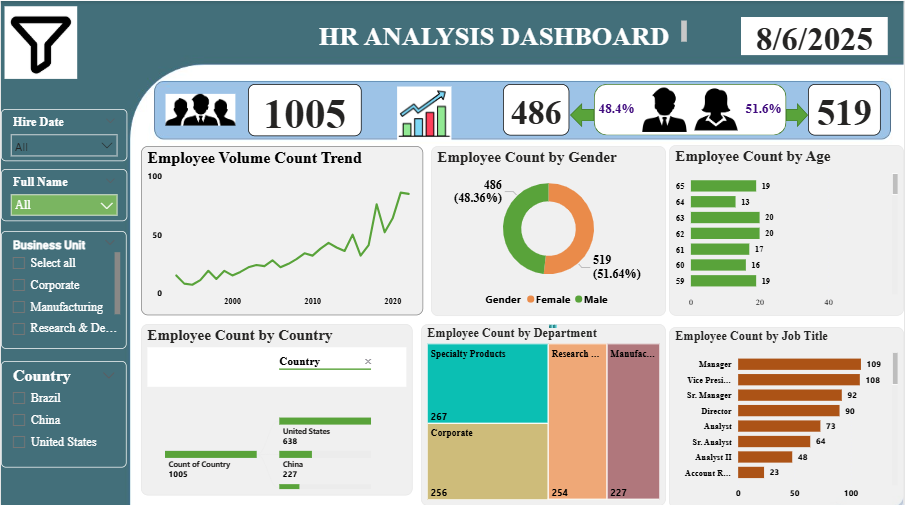 HR ANALYSIS DASHBOARD
8/6/2025
1005
486
48.4%
51.6%
519
Hire Date
All
Full Name
All
Business Unit
Select all
Corporate
Manufacturing
Research & De...
Country
Brazil
China
United States
Employee Volume Count Trend
100
50
0
2000
2010
2020
Employee Count by Gender
486
(48.36%)
519
(51.64%)
Gender Female Male
Employee Count by Age
65 19
64 13
63 20
62 20
61 17
60 16
59 19
0 20 40
Employee Count by Country
Country ×
United States
638
Count of Country
1005
China
227
Employee Count by Department
Specialty Products
267
Corporate
256
Research ...
254
Manufac...
227
Employee Count by Job Title
Manager 109
Vice Presi... 108
Sr. Manager 92
Director 90
Analyst 73
Sr. Analyst 64
Analyst II 48
Account R... 23
0 50 100